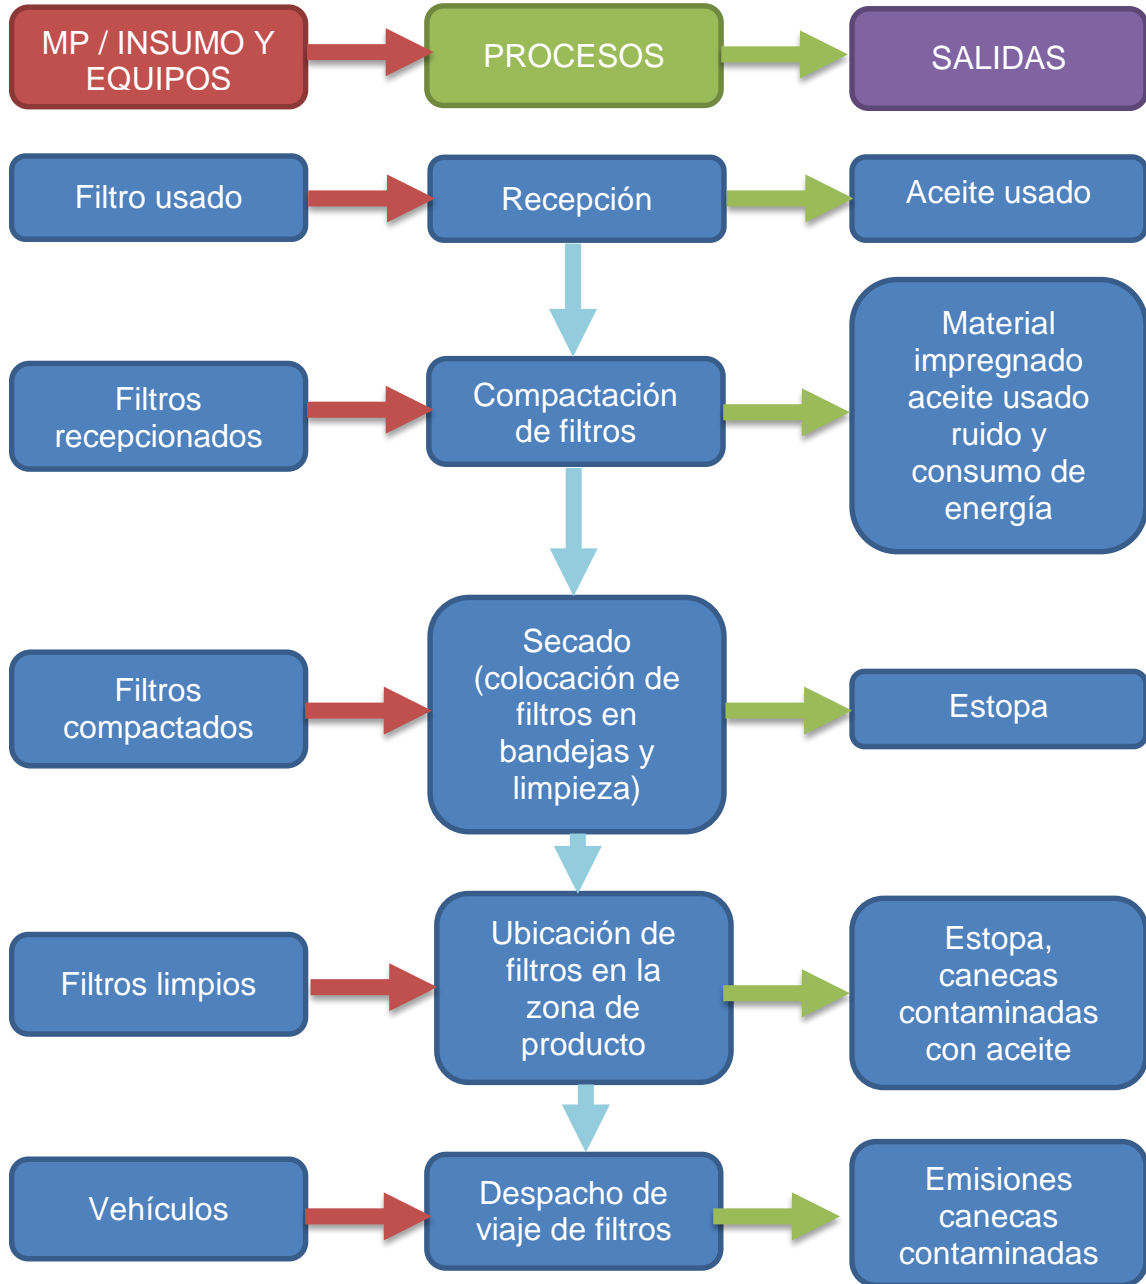 MP / INSUMO Y
EQUIPOS
PROCESOS
SALIDAS
Filtro usado
Recepción
Aceite usado
Filtros
recepcionados
Compactación
de filtros
Material
impregnado
aceite usado
ruido y
consumo de
energía
Filtros
compactados
Secado
(colocación de
filtros en
bandejas y
limpieza)
Estopa
Filtros limpios
Ubicación de
filtros en la
zona de
producto
Estopa,
canecas
contaminadas
con aceite
Vehículos
Despacho de
viaje de filtros
Emisiones
canecas
contaminadas